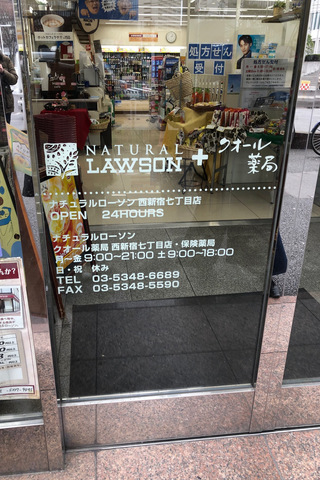 処方せん
受付
NATURAL
LAWSON
+
クオール
薬局
ナチュラルローソン 西新宿七丁目店
OPEN 24HOURS
ナチュラルローソン
クオール薬局 西新宿七丁目店・保険薬局
月-金 9:00-21:00 土 9:00-18:00
日・祝 休み
TEL 03-5348-6689
FAX 03-5348-5590